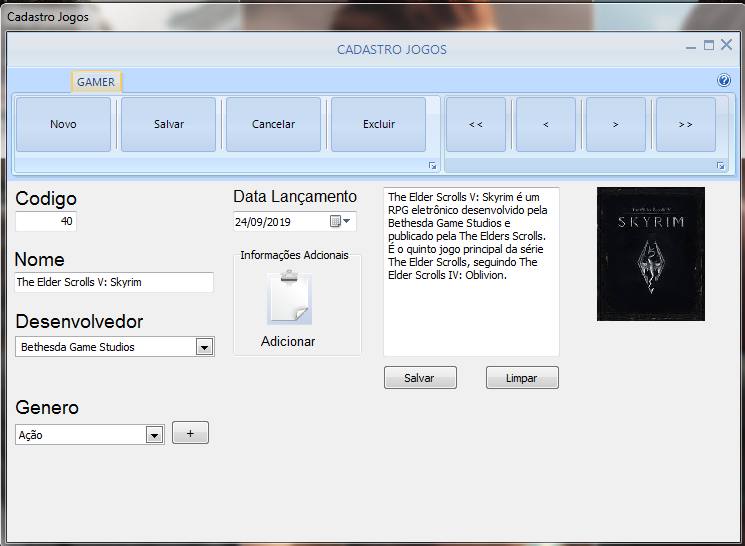 Cadastro Jogos
CADASTRO JOGOS
GAMER
Novo
Salvar
Cancelar
Excluir
<<
<
>
>>
Codigo
40
Nome
The Elder Scrolls V: Skyrim
Desenvolvedor
Bethesda Game Studios
Genero
Ação
+
Data Lançamento
24/09/2019
Informações Adcionais
Adicionar
The Elder Scrolls V: Skyrim é um
RPG eletrônico desenvolvido pela
Bethesda Game Studios e
publicado pela The Elders Scrolls.
É o quinto jogo principal da série
The Elder Scrolls, seguindo The
Elder Scrolls IV: Oblivion.
Salvar
Limpar
SKYRIM